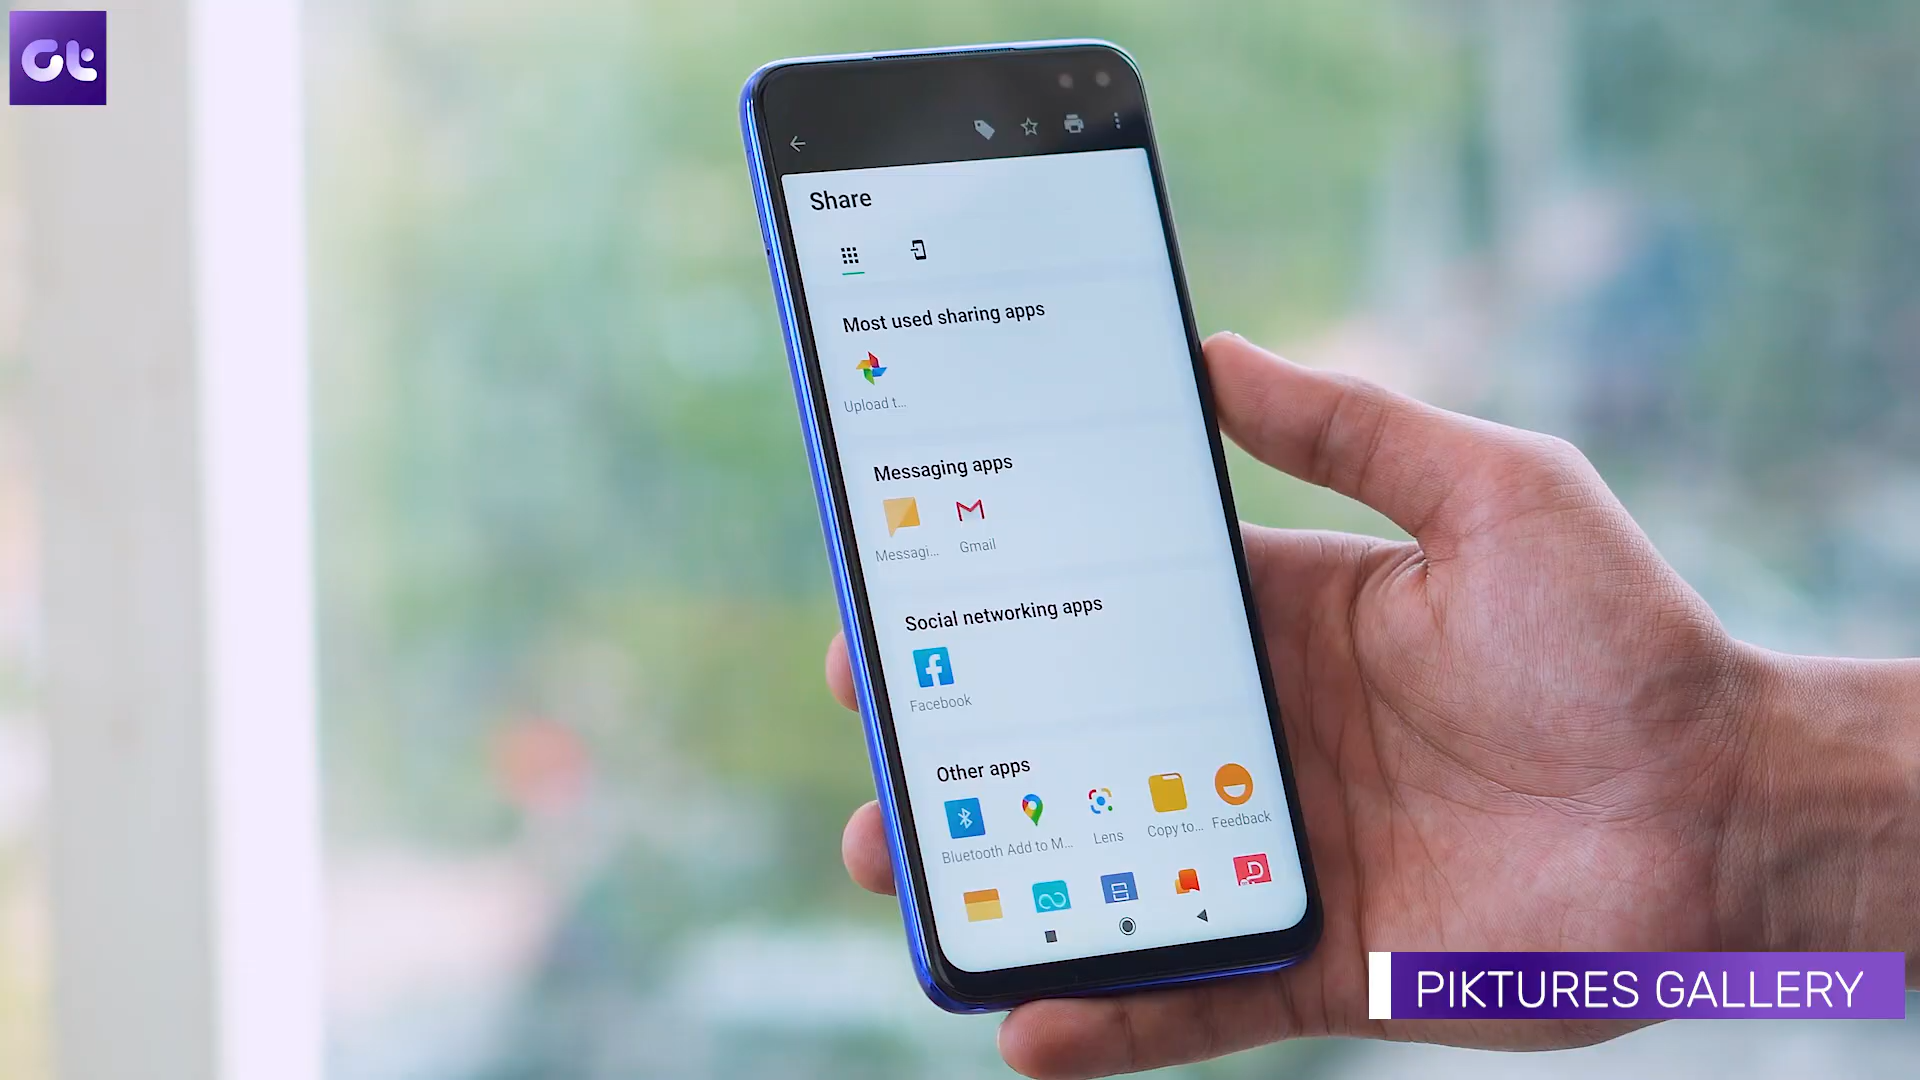 Gt
Share
Most used sharing apps
Upload t...
Messaging apps
Messagi...
Gmail
Social networking apps
Facebook
Other apps
Bluetooth
Add to M...
Lens
Copy to...
Feedback
PIKTURES GALLERY